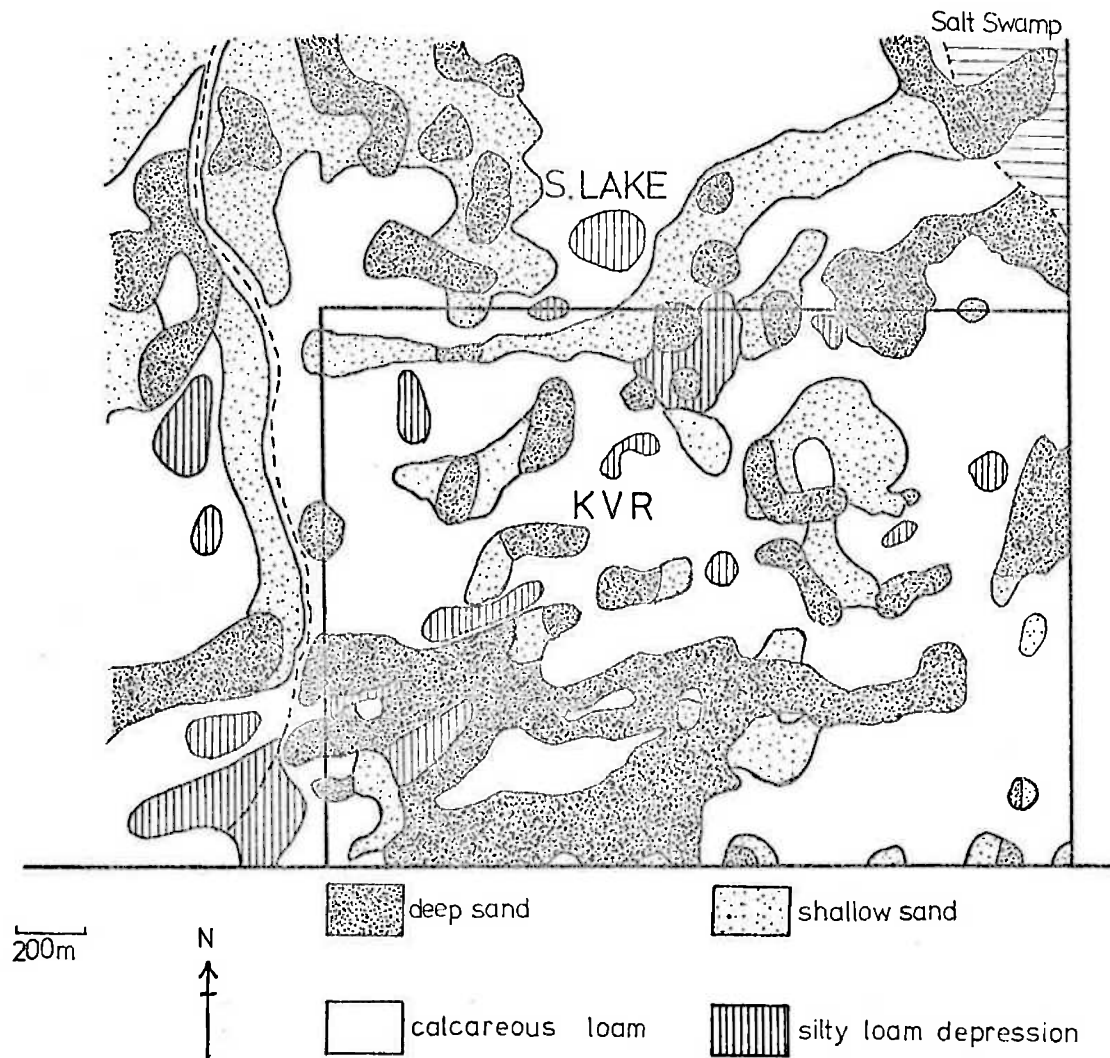 Salt Swamp
S. LAKE
KVR
deep sand
shallow sand
200m
N
calcareous loam
silty loam depression